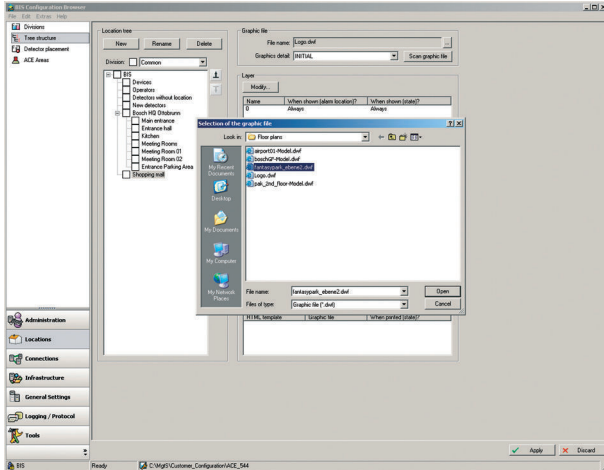 BIS Configuration Browser
File Edit Extras Help
Divisions
Tree structure
Detector placement
ACE Areas
Location tree
New Rename Delete
Division: Common
BIS
Devices
Operators
Detectors without location
New detectors
Bosch HQ Ottobrunn
Main entrance
Entrance hall
Kitchen
Meeting Rooms
Meeting Room 01
Meeting Room 02
Entrance Parking Area
Shopping mall
Graphic file
File name: Logo.dwf ...
Graphics detail: INITIAL Scan graphic file
Layer
Modify...
Name When shown (alarm location)? When shown (state)?
0 Always Always
Selection of the graphic file
Look in: Floor plans
My Recent Documents
Desktop
My Documents
My Computer
My Network Places
airport01-Model.dwf
boschGF-Model.dwf
fantasypark_ebene2.dwf
Logo.dwf
pak_2nd_floor-Model.dwf
File name: fantasypark_ebene2.dwf Open
Files of type: Graphic file (*.dwf) Cancel
HTML template Graphic file When printed (state)?
Administration
Locations
Connections
Infrastructure
General Settings
Logging / Protocol
Tools
Apply Discard
BIS Ready C:\MgtS\Customer_Configuration\ACE_544